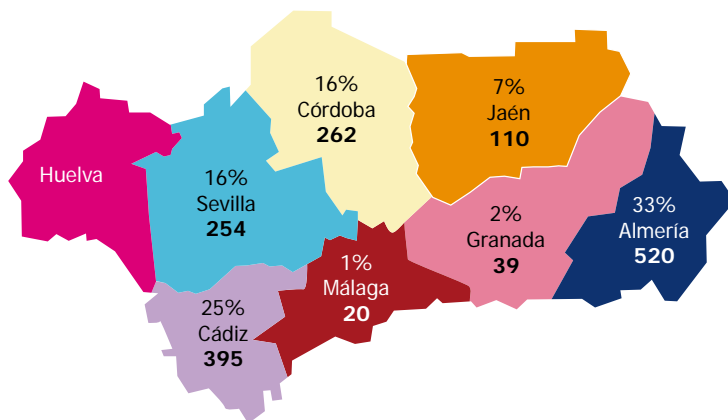 16%
Córdoba
262
7%
Jaén
110
Huelva
16%
Sevilla
254
2%
Granada
39
33%
Almería
520
1%
Málaga
20
25%
Cádiz
395